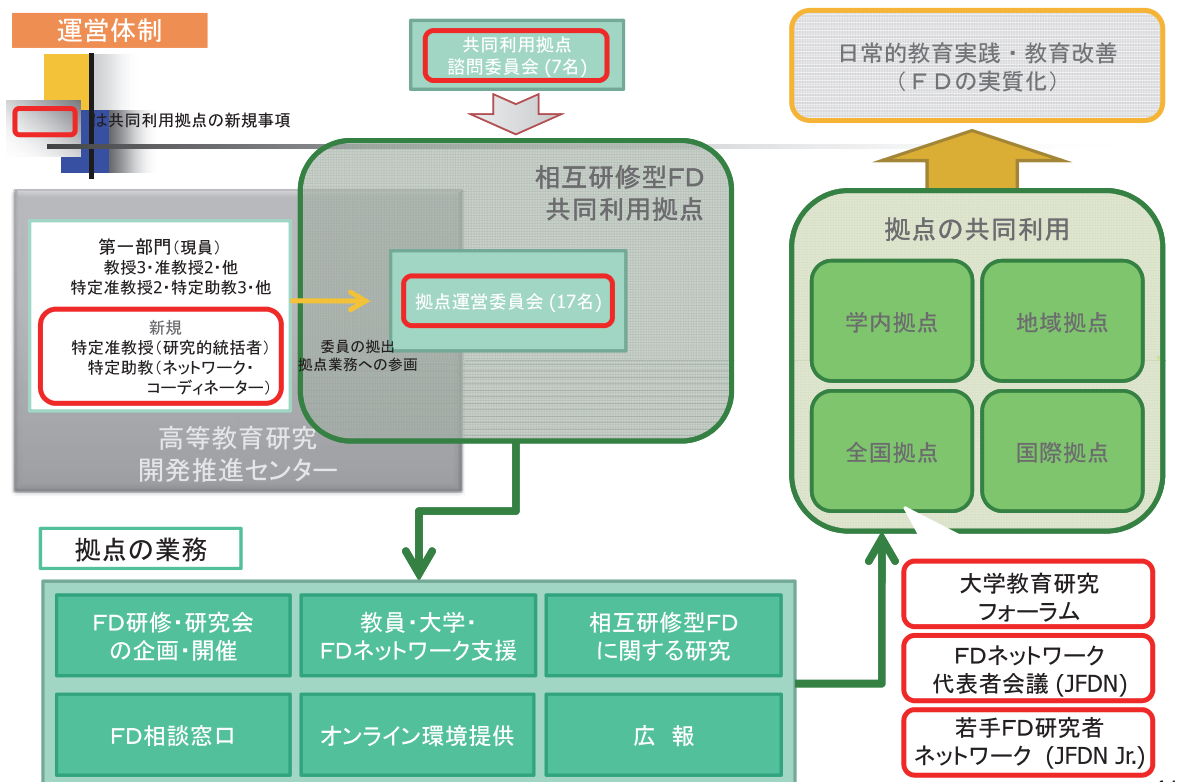 運営体制
は共同利用拠点の新規事項
共同利用拠点
諮問委員会 (7名)
相互研修型FD
共同利用拠点
第一部門(現員)
教授3・准教授2・他
特定准教授2・特定助教3・他
新規
特定准教授(研究的統括者)
特定助教(ネットワーク・
コーディネーター)
高等教育研究
開発推進センター
委員の拠出
拠点業務への参画
拠点運営委員会 (17名)
日常的教育実践・教育改善
(FDの実質化)
拠点の共同利用
学内拠点
地域拠点
全国拠点
国際拠点
大学教育研究
フォーラム
FDネットワーク
代表者会議 (JFDN)
若手FD研究者
ネットワーク (JFDN Jr.)
拠点の業務
FD研修・研究会
の企画・開催
教員・大学・
FDネットワーク支援
相互研修型FD
に関する研究
FD相談窓口
オンライン環境提供
広 報